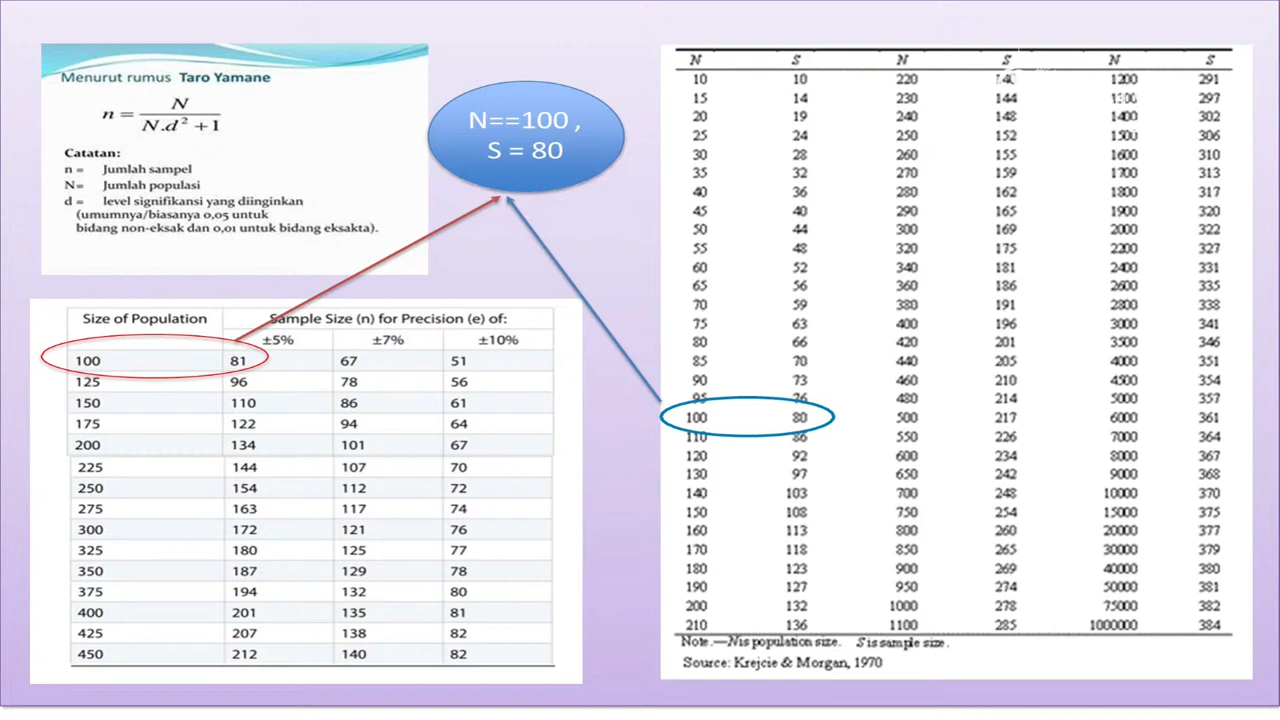 Menurut rumus Taro Yamane
n = N / N.d² + 1
Catatan:
n = Jumlah sampel
N= Jumlah populasi
d = level signifikansi yang diinginkan
(umumnya/biasanya 0,05 untuk
bidang non-eksak dan 0,01 untuk bidang eksakta).
N==100 ,
S = 80
Size of Population Sample Size (n) for Precision (e) of:
±5% ±7% ±10%
100 81 67 51
125 96 78 56
150 110 86 61
175 122 94 64
200 134 101 67
225 144 107 70
250 154 112 72
275 163 117 74
300 172 121 76
325 180 125 77
350 187 129 78
375 194 132 80
400 201 135 81
425 207 138 82
450 212 140 82
N S N S N S
10 10 220 140 1200 291
15 14 230 144 1300 297
20 19 240 148 1400 302
25 24 250 152 1500 306
30 28 260 155 1600 310
35 32 270 159 1700 313
40 36 280 162 1800 317
45 40 290 165 1900 320
50 44 300 169 2000 322
55 48 320 175 2200 327
60 52 340 181 2400 331
65 56 360 186 2600 335
70 59 380 191 2800 338
75 63 400 196 3000 341
80 66 420 201 3500 346
85 70 440 205 4000 351
90 73 460 210 4500 354
95 76 480 214 5000 357
100 80 500 217 6000 361
110 86 550 226 7000 364
120 92 600 234 8000 367
130 97 650 242 9000 368
140 103 700 248 10000 370
150 108 750 254 15000 375
160 113 800 260 20000 377
170 118 850 265 30000 379
180 123 900 269 40000 380
190 127 950 274 50000 381
200 132 1000 278 75000 382
210 136 1100 285 1000000 384
Note.—N is population size. S is sample size.
Source: Krejcie & Morgan, 1970